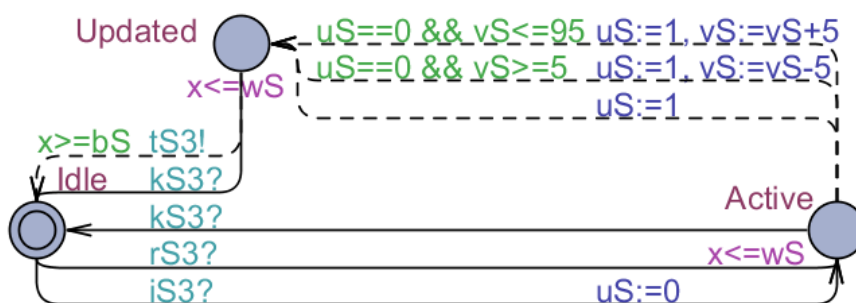 Updated uS==0 && vS<=95 uS:=1, vS:=vS+5
uS==0 && vS>=5 uS:=1, vS:=vS-5
x<=wS
uS:=1
x>=bS tS3!
Idle kS3?
Active
kS3?
rS3? x<=wS
iS3? uS:=0